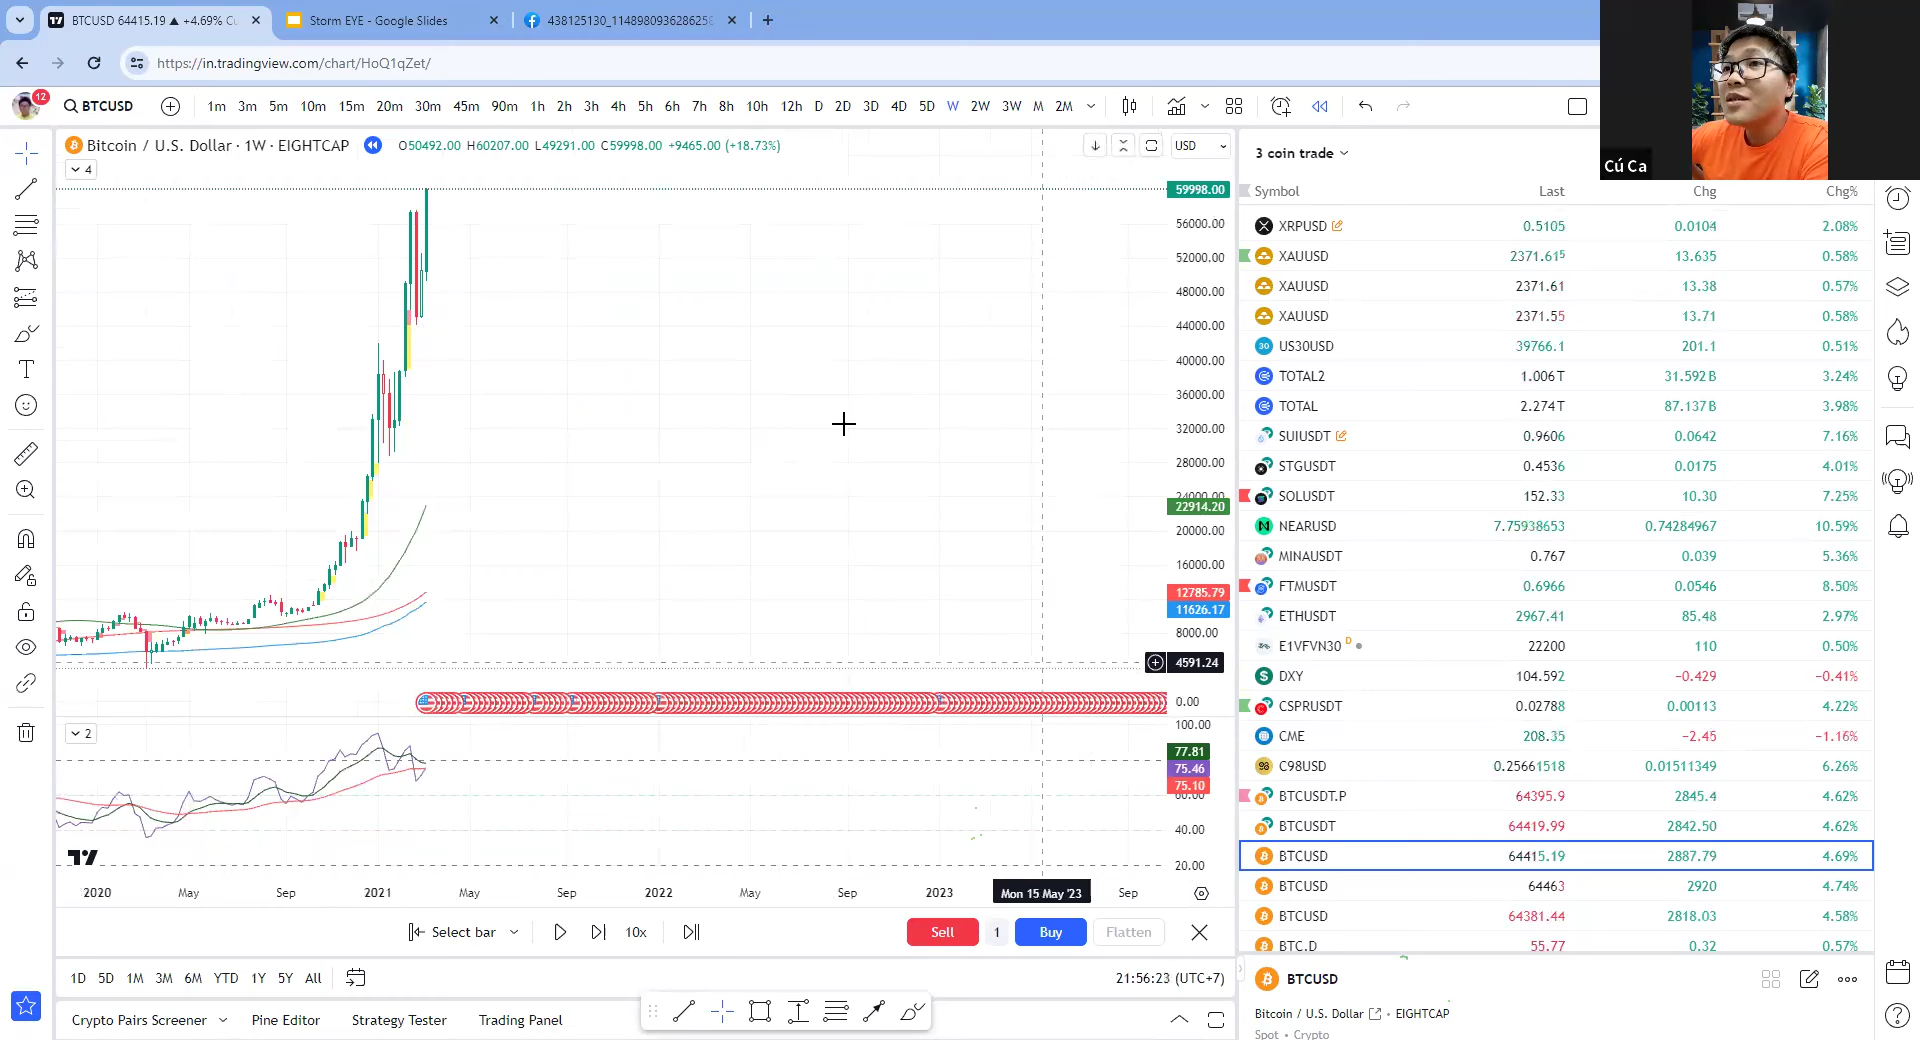 BTCUSD 64415.19 ▲ +4.69%
Storm EYE - Google Slides
438125130_114898093628625
https://in.tradingview.com/chart/HoQ1qZet/
12
BTCUSD
1m 3m 5m 10m 15m 20m 30m 45m 90m 1h 2h 3h 4h 5h 6h 7h 8h 10h 12h D 2D 3D 4D 5D W 2W 3W M 2M
Bitcoin / U.S. Dollar · 1W · EIGHTCAP
O50492.00 H60207.00 L49291.00 C59998.00 +9465.00 (+18.73%)
USD
4
59998.00
56000.00
52000.00
48000.00
44000.00
40000.00
36000.00
32000.00
28000.00
24000.00
22914.20
20000.00
16000.00
12785.79
11626.17
8000.00
4591.24
0.00
2
100.00
77.81
75.46
75.10
60.00
40.00
20.00
2020 May Sep 2021 May Sep 2022 May Sep 2023 Mon 15 May '23 Sep
Select bar
10x
Sell
1
Buy
Flatten
1D 5D 1M 3M 6M YTD 1Y 5Y All
21:56:23 (UTC+7)
Crypto Pairs Screener
Pine Editor
Strategy Tester
Trading Panel
Cú Ca
3 coin trade
Symbol Last Chg Chg%
XRPUSD 0.5105 0.0104 2.08%
XAUUSD 2371.615 13.635 0.58%
XAUUSD 2371.61 13.38 0.57%
XAUUSD 2371.55 13.71 0.58%
30 US30USD 39766.1 201.1 0.51%
TOTAL2 1.006T 31.592B 3.24%
TOTAL 2.274T 87.137B 3.98%
SUIUSDT 0.9606 0.0642 7.16%
STGUSDT 0.4536 0.0175 4.01%
SOLUSDT 152.33 10.30 7.25%
NEARUSD 7.75938653 0.74284967 10.59%
MINAUSDT 0.767 0.039 5.36%
FTMUSDT 0.6966 0.0546 8.50%
ETHUSDT 2967.41 85.48 2.97%
E1VFVN30 D 22200 110 0.50%
DXY 104.592 −0.429 −0.41%
CSPRUSDT 0.02788 0.00113 4.22%
CME 208.35 −2.45 −1.16%
C98USD 0.25661518 0.01511349 6.26%
BTCUSDT.P 64395.9 2845.4 4.62%
BTCUSDT 64419.99 2842.50 4.62%
BTCUSD 64415.19 2887.79 4.69%
BTCUSD 64463 2920 4.74%
BTCUSD 64381.44 2818.03 4.58%
BTC.D 55.77 0.32 0.57%
BTCUSD
Bitcoin / U.S. Dollar • EIGHTCAP
Spot • Crypto